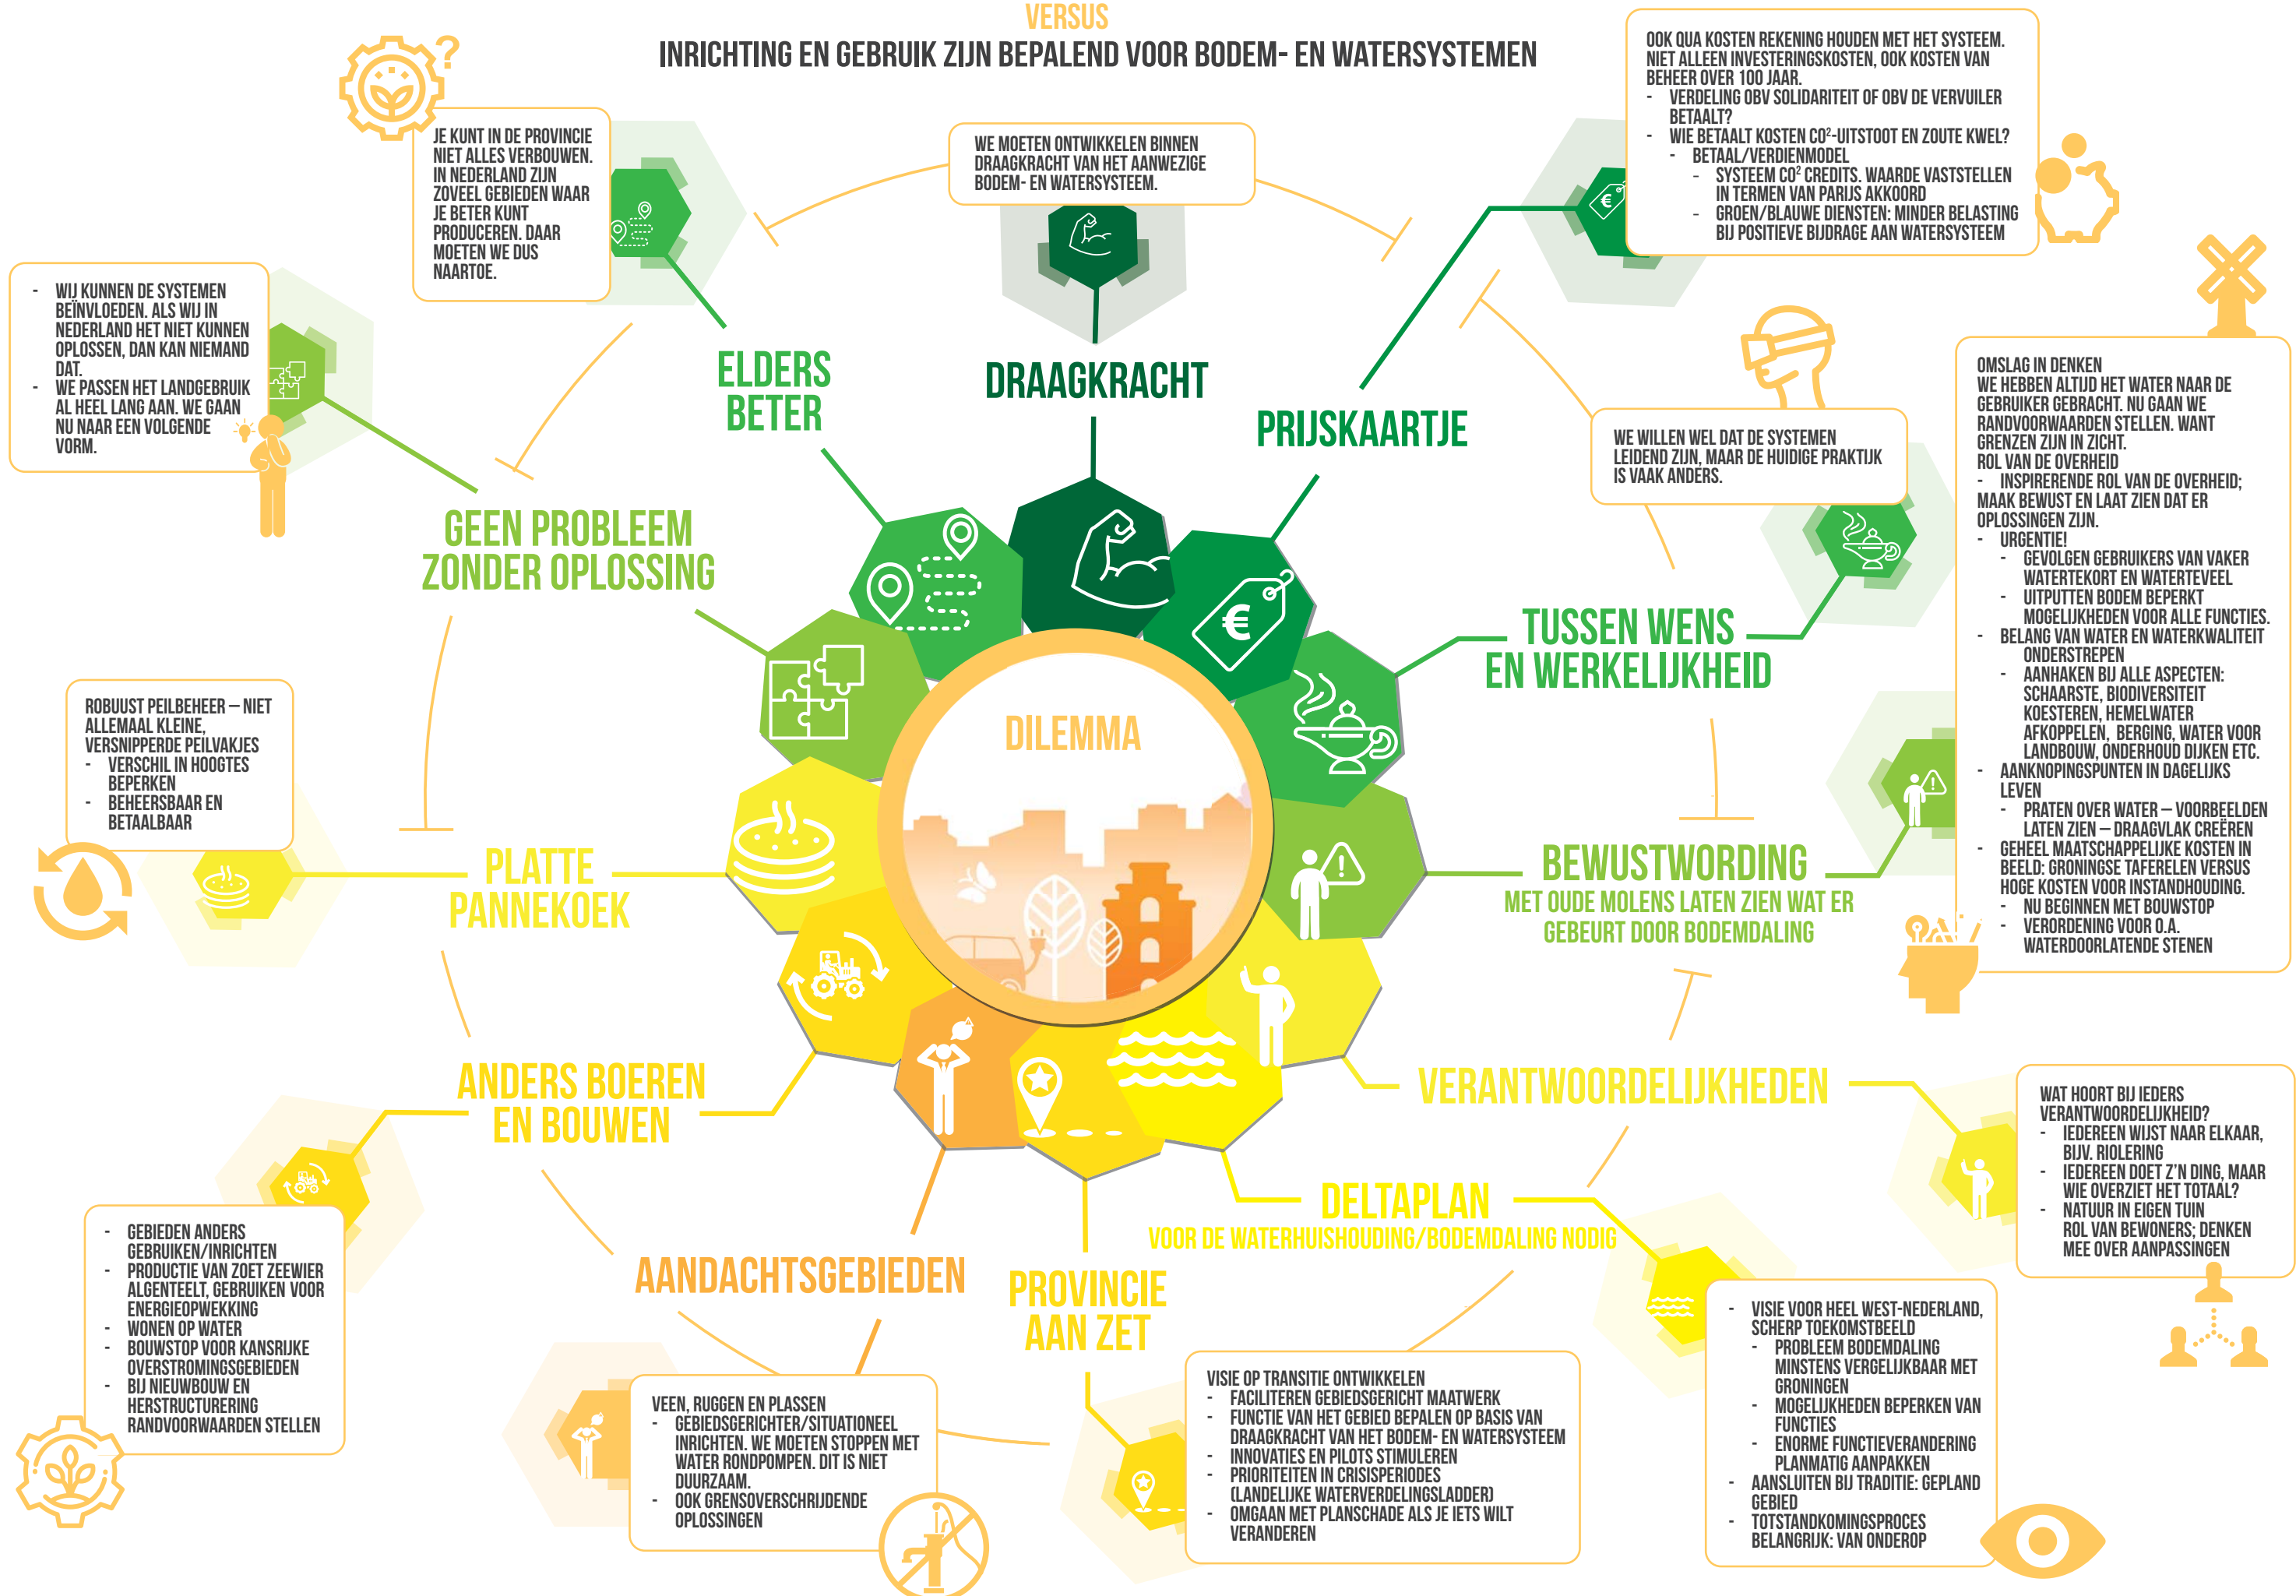 VERSUS
INRICHTING EN GEBRUIK ZIJN BEPALEND VOOR BODEM- EN WATERSYSTEMEN
JE KUNT IN DE PROVINCIE
NIET ALLES VERBOUWEN.
IN NEDERLAND ZIJN
ZOVEEL GEBIEDEN WAAR
JE BETER KUNT
PRODUCEREN. DAAR
MOETEN WE DUS
NAARTOE.
WE MOETEN ONTWIKKELEN BINNEN
DRAAGKRACHT VAN HET AANWEZIGE
BODEM- EN WATERSYSTEEM.
OOK QUA KOSTEN REKENING HOUDEN MET HET SYSTEEM.
NIET ALLEEN INVESTERINGSKOSTEN, OOK KOSTEN VAN
BEHEER OVER 100 JAAR.
- VERDELING OBV SOLIDARITEIT OF OBV DE VERVUILER
BETAALT?
- WIE BETAALT KOSTEN CO²-UITSTOOT EN ZOUTE KWEL?
- BETAAL/VERDIENMODEL
- SYSTEEM CO² CREDITS. WAARDE VASTSTELLEN
IN TERMEN VAN PARIJS AKKOORD
- GROEN/BLAUWE DIENSTEN: MINDER BELASTING
BIJ POSITIEVE BIJDRAGE AAN WATERSYSTEEM
- WIJ KUNNEN DE SYSTEMEN
BEÏNVLOEDEN. ALS WIJ IN
NEDERLAND HET NIET KUNNEN
OPLOSSEN, DAN KAN NIEMAND
DAT.
- WE PASSEN HET LANDGEBRUIK
AL HEEL LANG AAN. WE GAAN
NU NAAR EEN VOLGENDE
VORM.
ELDERS
BETER
DRAAGKRACHT
PRIJSKAARTJE
WE WILLEN WEL DAT DE SYSTEMEN
LEIDEND ZIJN, MAAR DE HUIDIGE PRAKTIJK
IS VAAK ANDERS.
OMSLAG IN DENKEN
WE HEBBEN ALTIJD HET WATER NAAR DE
GEBRUIKER GEBRACHT. NU GAAN WE
RANDVOORWAARDEN STELLEN. WANT
GRENZEN ZIJN IN ZICHT.
ROL VAN DE OVERHEID
- INSPIRERENDE ROL VAN DE OVERHEID;
MAAK BEWUST EN LAAT ZIEN DAT ER
OPLOSSINGEN ZIJN.
- URGENTIE!
- GEVOLGEN GEBRUIKERS VAN VAKER
WATERTEKORT EN WATERTEVEEL
- UITPUTTEN BODEM BEPERKT
MOGELIJKHEDEN VOOR ALLE FUNCTIES.
- BELANG VAN WATER EN WATERKWALITEIT
ONDERSTREPEN
- AANHAKEN BIJ ALLE ASPECTEN:
SCHAARSTE, BIODIVERSITEIT
KOESTEREN, HEMELWATER
AFKOPPELEN, BERGING, WATER VOOR
LANDBOUW, ONDERHOUD DIJKEN ETC.
- AANKNOPINGSPUNTEN IN DAGELIJKS
LEVEN
- PRATEN OVER WATER – VOORBEELDEN
LATEN ZIEN – DRAAGVLAK CREËREN
- GEHEEL MAATSCHAPPELIJKE KOSTEN IN
BEELD: GRONINGSE TAFERELEN VERSUS
HOGE KOSTEN VOOR INSTANDHOUDING.
- NU BEGINNEN MET BOUWSTOP
- VERORDENING VOOR O.A.
WATERDOORLATENDE STENEN
GEEN PROBLEEM
ZONDER OPLOSSING
TUSSEN WENS
EN WERKELIJKHEID
DILEMMA
ROBUUST PEILBEHEER – NIET
ALLEMAAL KLEINE,
VERSNIPPERDE PEILVAKJES
- VERSCHIL IN HOOGTES
BEPERKEN
- BEHEERSBAAR EN
BETAALBAAR
PLATTE
PANNEKOEK
BEWUSTWORDING
MET OUDE MOLENS LATEN ZIEN WAT ER
GEBEURT DOOR BODEMDALING
ANDERS BOEREN
EN BOUWEN
VERANTWOORDELIJKHEDEN
WAT HOORT BIJ IEDERS
VERANTWOORDELIJKHEID?
- IEDEREEN WIJST NAAR ELKAAR,
BIJV. RIOLERING
- IEDEREEN DOET Z'N DING, MAAR
WIE OVERZIET HET TOTAAL?
- NATUUR IN EIGEN TUIN
ROL VAN BEWONERS; DENKEN
MEE OVER AANPASSINGEN
- GEBIEDEN ANDERS
GEBRUIKEN/INRICHTEN
- PRODUCTIE VAN ZOET ZEEWIER
ALGENTEELT, GEBRUIKEN VOOR
ENERGIEOPWEKKING
- WONEN OP WATER
- BOUWSTOP VOOR KANSRIJKE
OVERSTROMINGSGEBIEDEN
- BIJ NIEUWBOUW EN
HERSTRUCTURERING
RANDVOORWAARDEN STELLEN
DELTAPLAN
VOOR DE WATERHUISHOUDING/BODEMDALING NODIG
AANDACHTSGEBIEDEN
PROVINCIE
AAN ZET
VEEN, RUGGEN EN PLASSEN
- GEBIEDSGERICHTER/SITUATIONEEL
INRICHTEN. WE MOETEN STOPPEN MET
WATER RONDPOMPEN. DIT IS NIET
DUURZAAM.
- OOK GRENSOVERSCHRIJDENDE
OPLOSSINGEN
VISIE OP TRANSITIE ONTWIKKELEN
- FACILITEREN GEBIEDSGERICHT MAATWERK
- FUNCTIE VAN HET GEBIED BEPALEN OP BASIS VAN
DRAAGKRACHT VAN HET BODEM- EN WATERSYSTEEM
- INNOVATIES EN PILOTS STIMULEREN
- PRIORITEITEN IN CRISISPERIODES
(LANDELIJKE WATERVERDELINGSLADDER)
- OMGAAN MET PLANSCHADE ALS JE IETS WILT
VERANDEREN
- VISIE VOOR HEEL WEST-NEDERLAND,
SCHERP TOEKOMSTBEELD
- PROBLEEM BODEMDALING
MINSTENS VERGELIJKBAAR MET
GRONINGEN
- MOGELIJKHEDEN BEPERKEN VAN
FUNCTIES
- ENORME FUNCTIEVERANDERING
PLANMATIG AANPAKKEN
- AANSLUITEN BIJ TRADITIE: GEPLAND
GEBIED
- TOTSTANDKOMINGSPROCES
BELANGRIJK: VAN ONDEROP